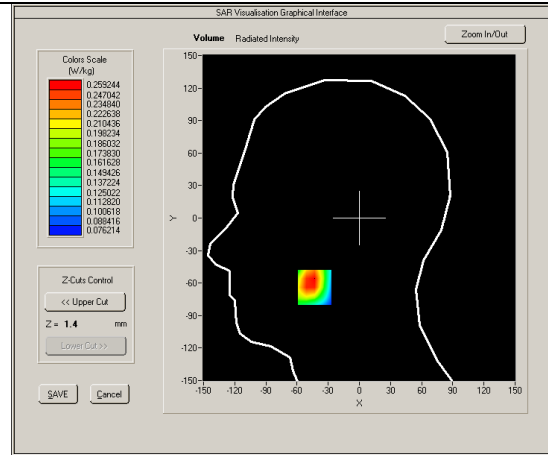 SAR Visualisation Graphical Interface
Volume Radiated Intensity
Zoom In/Out
Colors Scale
(W/kg)
0.259244
0.247042
0.234840
0.222638
0.210436
0.198234
0.186032
0.173830
0.161628
0.149426
0.137224
0.125022
0.112820
0.100618
0.088416
0.076214
Z-Cuts Control
<< Upper Cut
Z = 1.4 mm
Lower Cut >>
SAVE Cancel
150
120
90
60
30
0
-30
-60
-90
-120
-150
Y
-150 -120 -90 -60 -30 0 30 60 90 120 150
X